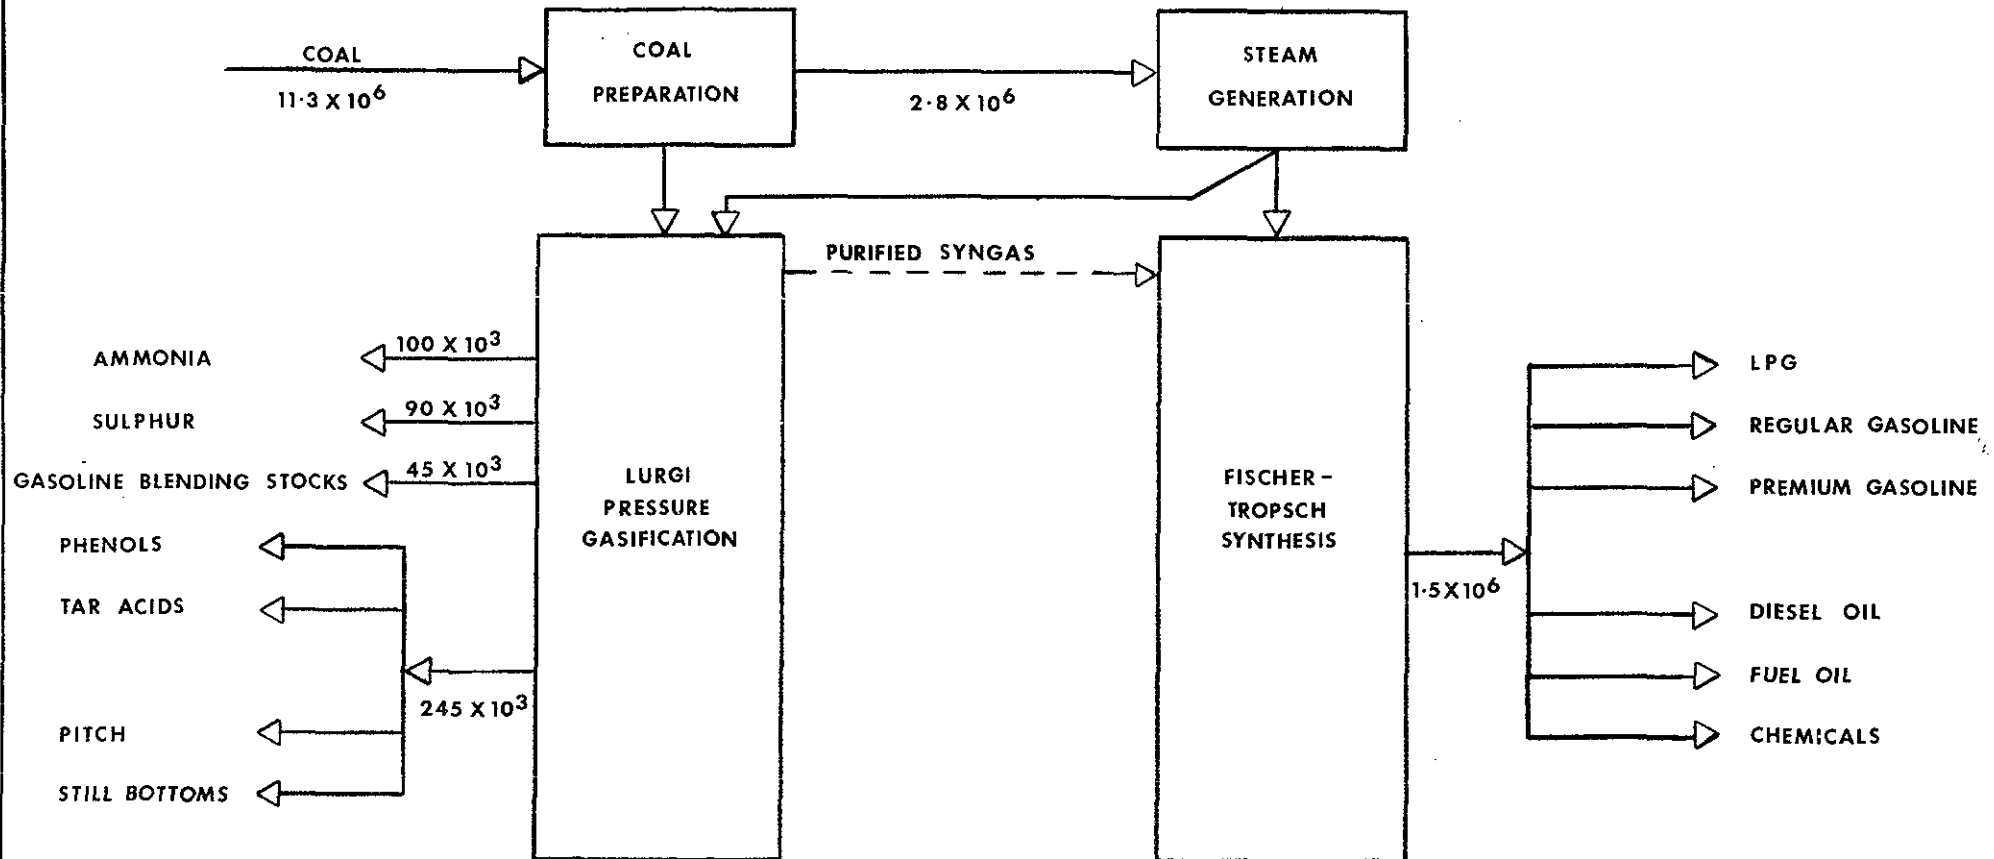 COAL
11·3 X 10⁶
COAL
PREPARATION
2·8 X 10⁶
STEAM
GENERATION
PURIFIED SYNGAS
AMMONIA
100 X 10³
SULPHUR
90 X 10³
GASOLINE BLENDING STOCKS
45 X 10³
PHENOLS
TAR ACIDS
245 X 10³
PITCH
STILL BOTTOMS
LURGI
PRESSURE
GASIFICATION
FISCHER –
TROPSCH
SYNTHESIS
1·5 X 10⁶
LPG
REGULAR GASOLINE
PREMIUM GASOLINE
DIESEL OIL
FUEL OIL
CHEMICALS